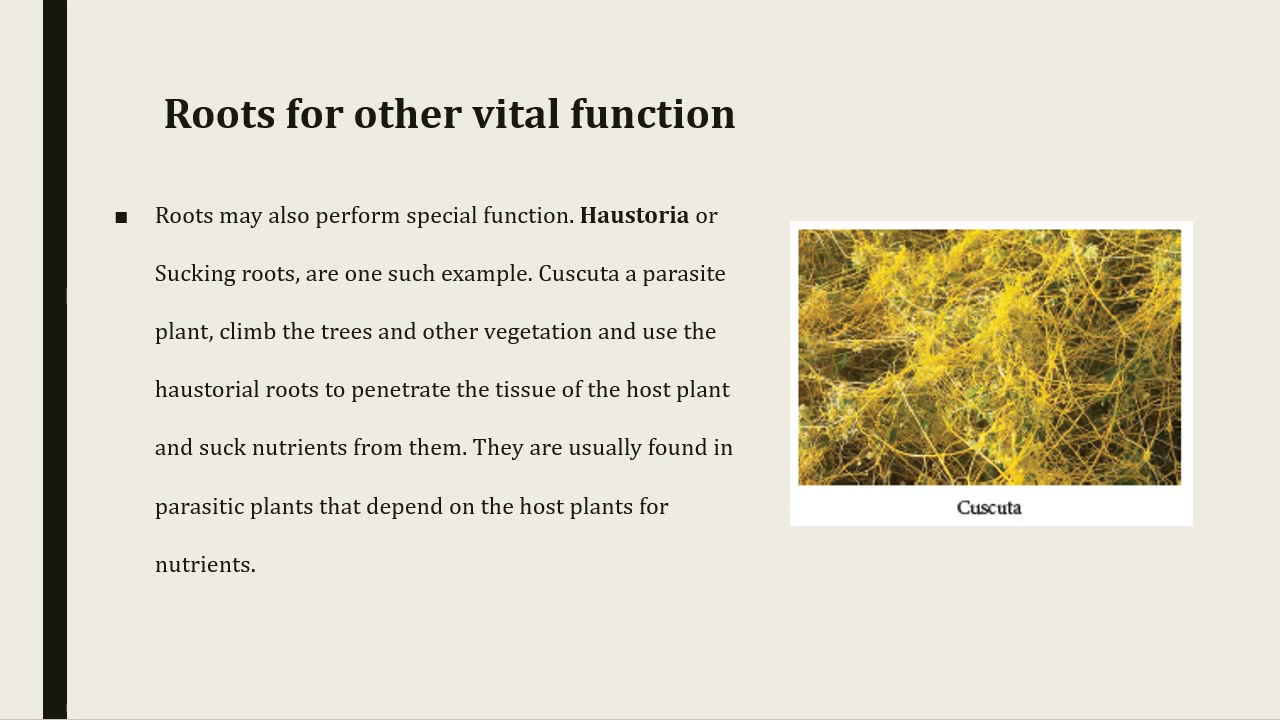 Roots for other vital function
▪ Roots may also perform special function. Haustoria or
Sucking roots, are one such example. Cuscuta a parasite
plant, climb the trees and other vegetation and use the
haustorial roots to penetrate the tissue of the host plant
and suck nutrients from them. They are usually found in
parasitic plants that depend on the host plants for
nutrients.
Cuscuta